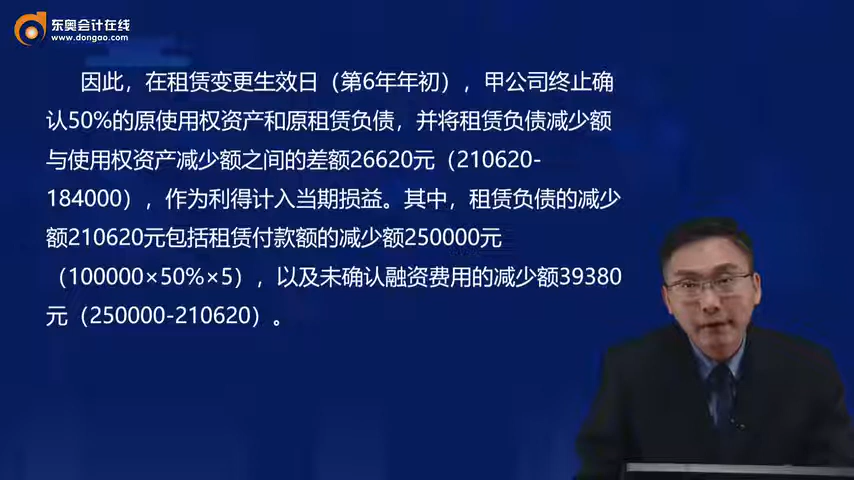 东奥会计在线
www.dongao.com
因此，在租赁变更生效日（第6年年初），甲公司终止确
认50%的原使用权资产和原租赁负债，并将租赁负债减少额
与使用权资产减少额之间的差额26620元（210620-
184000），作为利得计入当期损益。其中，租赁负债的减少
额210620元包括租赁付款额的减少额250000元
（100000×50%×5），以及未确认融资费用的减少额39380
元（250000-210620）。